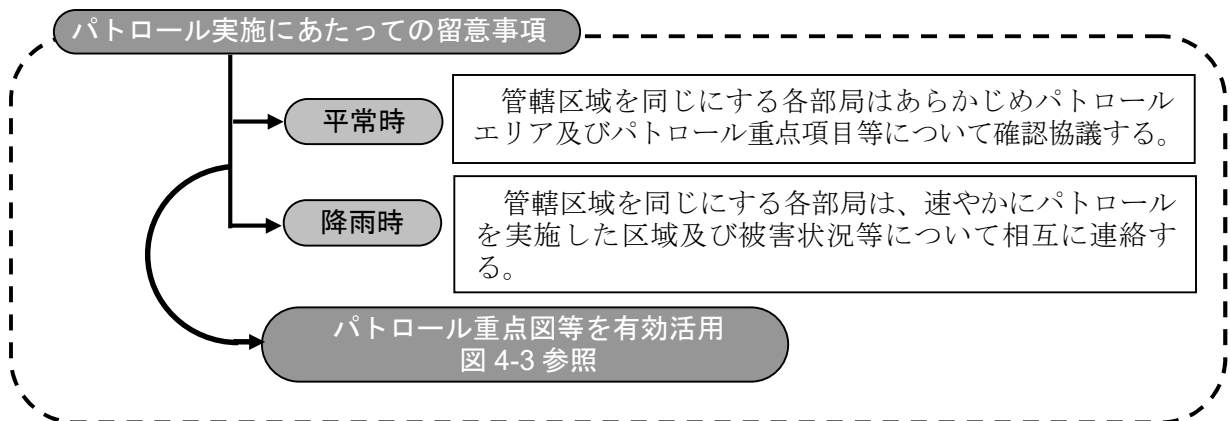 パトロール実施にあたっての留意事項
平常時
管轄区域を同じにする各部局はあらかじめパトロール
エリア及びパトロール重点項目等について確認協議する。
降雨時
管轄区域を同じにする各部局は、速やかにパトロール
を実施した区域及び被害状況等について相互に連絡す
る。
パトロール重点図等を有効活用
図 4-3 参照